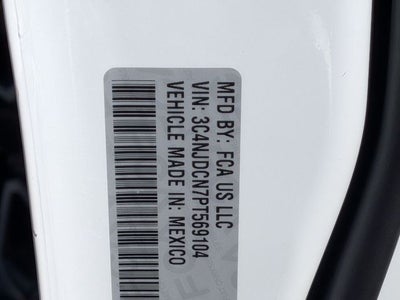 MFD BY: FCA US LLC
VIN: 3C4NJDCN7PT569104
VEHICLE MADE IN: MEXICO